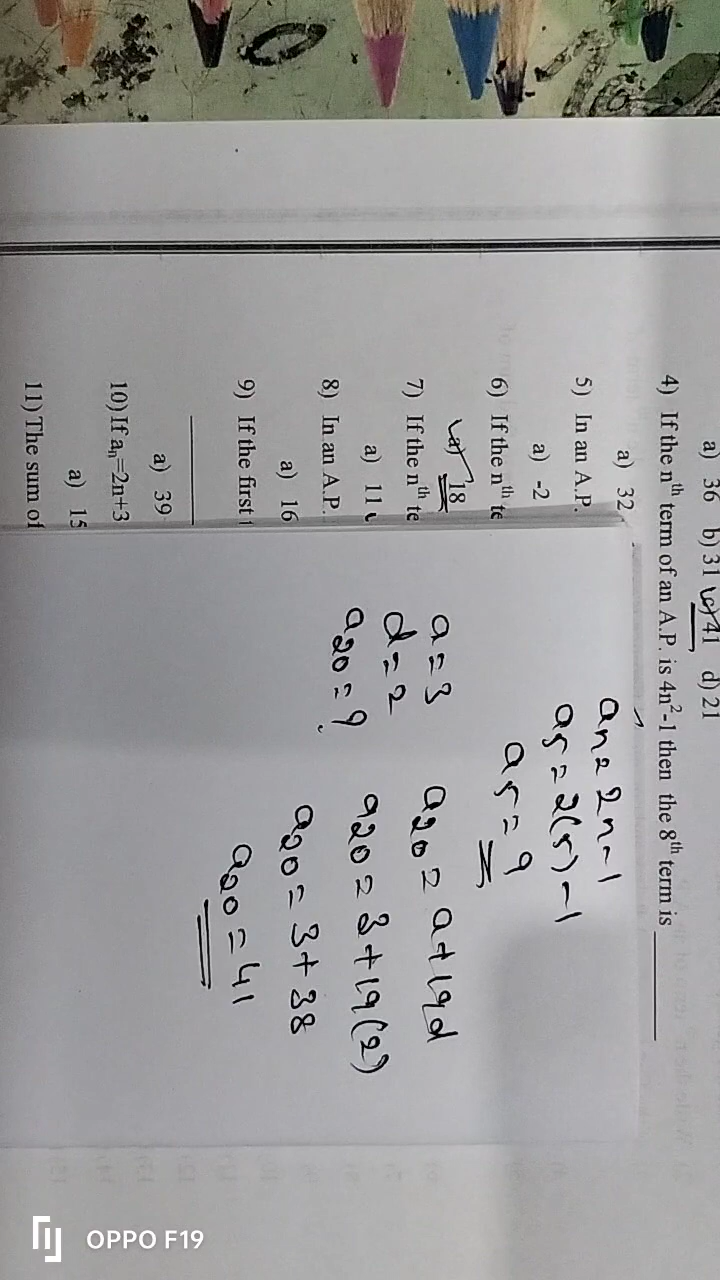 a) 36 b) 31 c) 41 d) 21
4) If the nth term of an A.P. is 4n²-1 then the 8th term is ________
a) 32
5) In an A.P.
a) -2
6) If the nth te
a) 18
7) If the nth te
a) 11
8) In an A.P.
a) 16
9) If the first
________
a) 39
10) If aₙ=2n+3
a) 15
11) The sum of
an = 2n-1
a5 = 2(5)-1
a5 = 9
a = 3
d = 2
a20 = ?
a20 = a+19d
a20 = 3+19(2)
a20 = 3+38
a20 = 41
OPPO F19